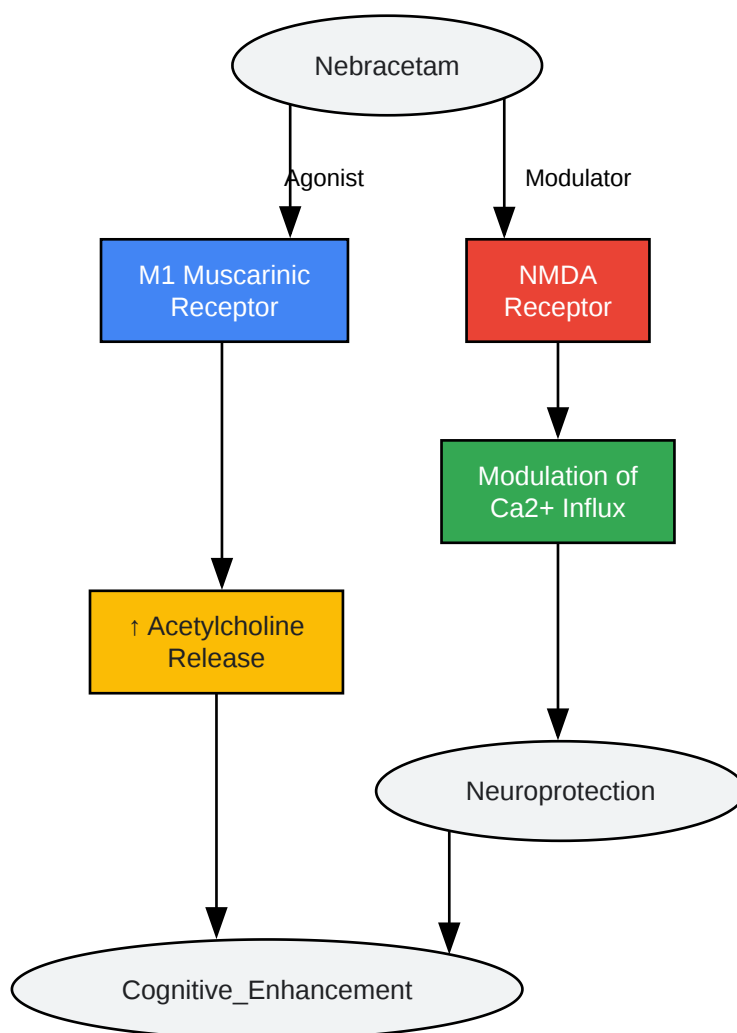 Nebracetam
Agonist
Modulator
M1 Muscarinic
Receptor
NMDA
Receptor
Modulation of
Ca2+ Influx
↑ Acetylcholine
Release
Neuroprotection
Cognitive_Enhancement